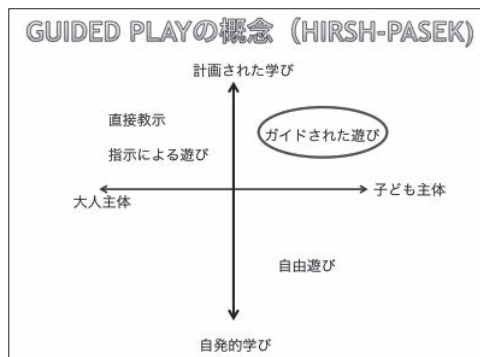 GUIDED PLAYの概念（HIRSH-PASEK）
計画された学び
直接教示
ガイドされた遊び
指示による遊び
大人主体
子ども主体
自由遊び
自発的学び